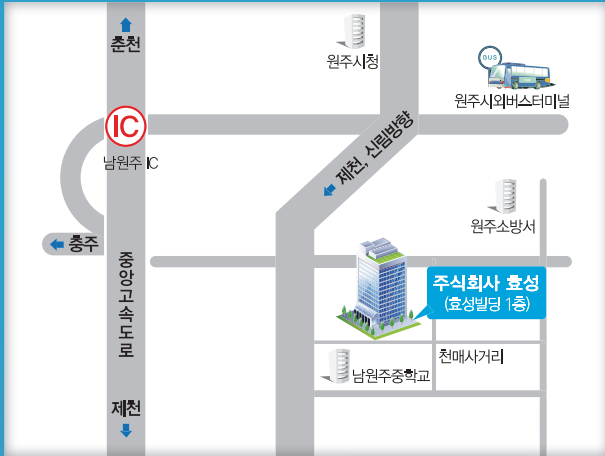 춘천
원주시청
BUS
원주시외버스터미널
IC
남원주 IC
제천, 신림방향
원주소방서
충주
중앙고속도로
주식회사 효성
(효성빌딩 1층)
천매사거리
남원주중학교
제천